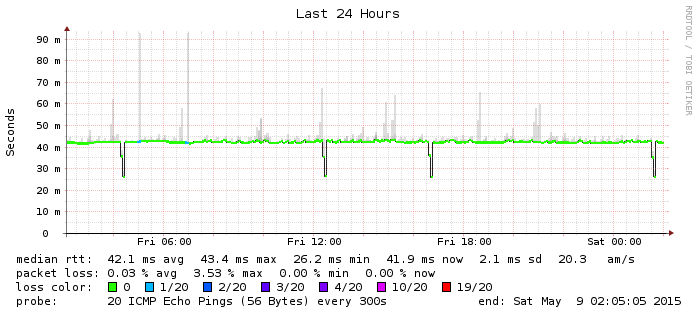 Last 24 Hours
RRDTOOL / TOBI OETIKER
Seconds
90 m
80 m
70 m
60 m
50 m
40 m
30 m
20 m
10 m
0
Fri 06:00 Fri 12:00 Fri 18:00 Sat 00:00
median rtt: 42.1 ms avg 43.4 ms max 26.2 ms min 41.9 ms now 2.1 ms sd 20.3 am/s
packet loss: 0.03 % avg 3.53 % max 0.00 % min 0.00 % now
loss color: 0 1/20 2/20 3/20 4/20 10/20 19/20
probe: 20 ICMP Echo Pings (56 Bytes) every 300s end: Sat May 9 02:05:05 2015